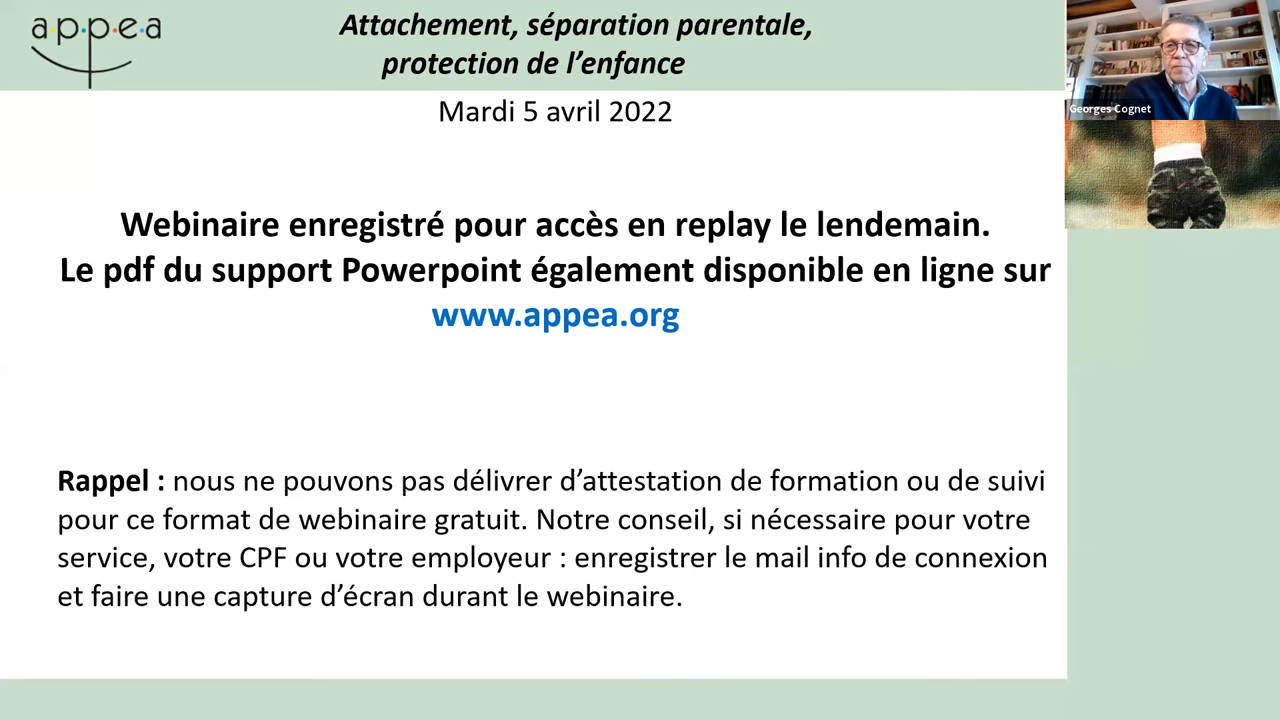 a.p.p.e.a
Attachement, séparation parentale,
protection de l'enfance
Georges Cognet
Mardi 5 avril 2022
Webinaire enregistré pour accès en replay le lendemain.
Le pdf du support Powerpoint également disponible en ligne sur
www.appea.org
Rappel : nous ne pouvons pas délivrer d'attestation de formation ou de suivi
pour ce format de webinaire gratuit. Notre conseil, si nécessaire pour votre
service, votre CPF ou votre employeur : enregistrer le mail info de connexion
et faire une capture d'écran durant le webinaire.